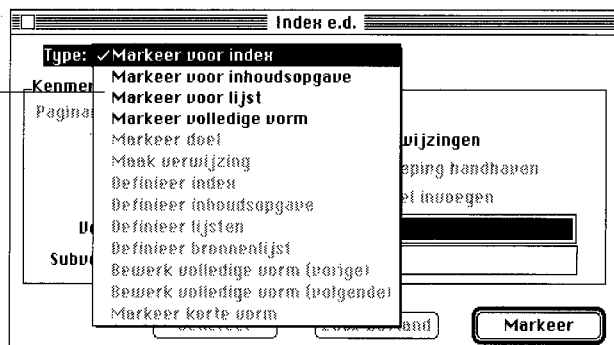 Index e.d.
Type: ✓Markeer voor index
Markeer voor inhoudsopgave
Kenmer
Markeer voor lijst
Pagina
Markeer volledige vorm
Markeer doel
wijzingen
Maak verwijzing
ping handhaven
Definieer index
el invoegen
Definieer inhoudsopgave
Definieer lijsten
Definieer bronnenlijst
Subv
Bewerk volledige vorm (vorige)
Bewerk volledige vorm (volgende)
Markeer korte vorm
Markeer